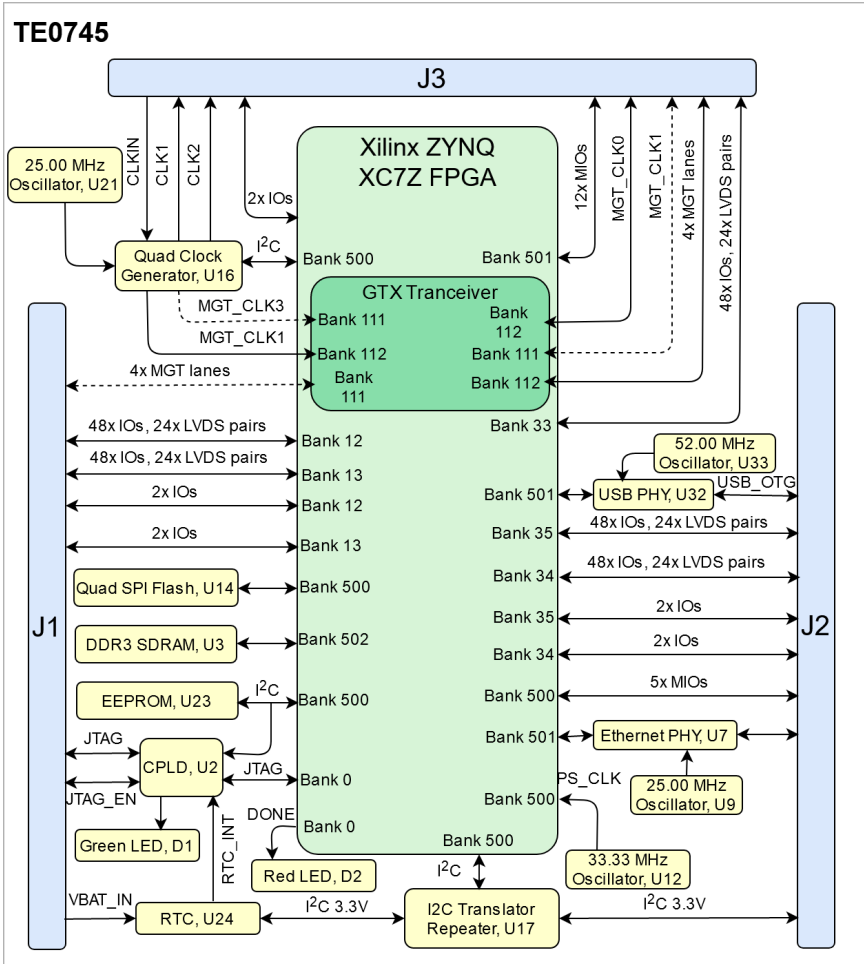 TE0745
J3
CLKIN
CLK1
CLK2
2x IOs
12x MIOs
MGT_CLK0
MGT_CLK1
4x MGT lanes
48x IOs, 24x LVDS pairs
Xilinx ZYNQ
XC7Z FPGA
25.00 MHz
Oscillator, U21
Quad Clock
Generator, U16
I²C
Bank 500
Bank 501
GTX Tranceiver
MGT_CLK3
Bank 111
Bank
112
MGT_CLK1
Bank 112
Bank 111
4x MGT lanes
Bank
111
Bank 112
Bank 33
J1
J2
48x IOs, 24x LVDS pairs
Bank 12
48x IOs, 24x LVDS pairs
Bank 13
2x IOs
Bank 12
2x IOs
Bank 13
52.00 MHz
Oscillator, U33
USB_OTG
Bank 501
USB PHY, U32
48x IOs, 24x LVDS pairs
Bank 35
48x IOs, 24x LVDS pairs
Bank 34
2x IOs
Bank 35
2x IOs
Bank 34
5x MIOs
Bank 500
Quad SPI Flash, U14
Bank 500
DDR3 SDRAM, U3
Bank 502
EEPROM, U23
I²C
Bank 500
Bank 501
Ethernet PHY, U7
25.00 MHz
Oscillator, U9
JTAG
CPLD, U2
JTAG
Bank 0
JTAG_EN
PS_CLK
Bank 500
33.33 MHz
Oscillator, U12
DONE
Bank 0
Green LED, D1
RTC_INT
Red LED, D2
Bank 500
I²C
VBAT_IN
RTC, U24
I²C 3.3V
I2C Translator
Repeater, U17
I²C 3.3V